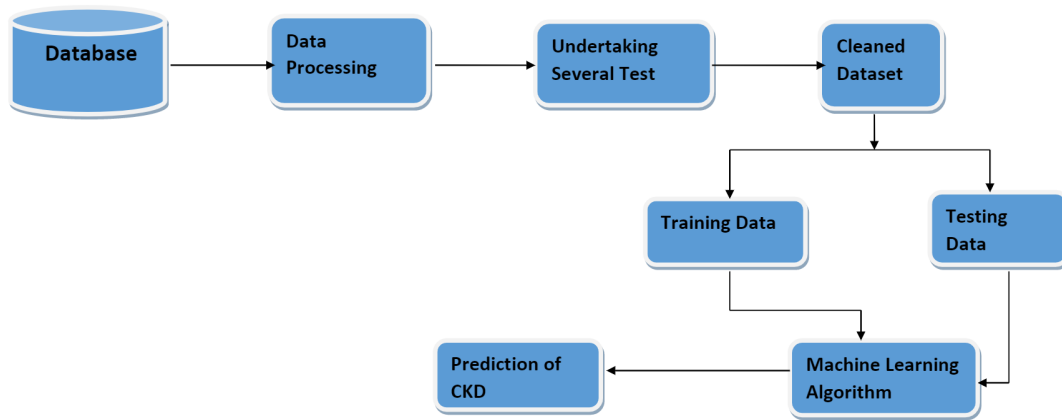 Database
Data
Processing
Undertaking
Several Test
Cleaned
Dataset
Training Data
Testing
Data
Prediction of
CKD
Machine Learning
Algorithm